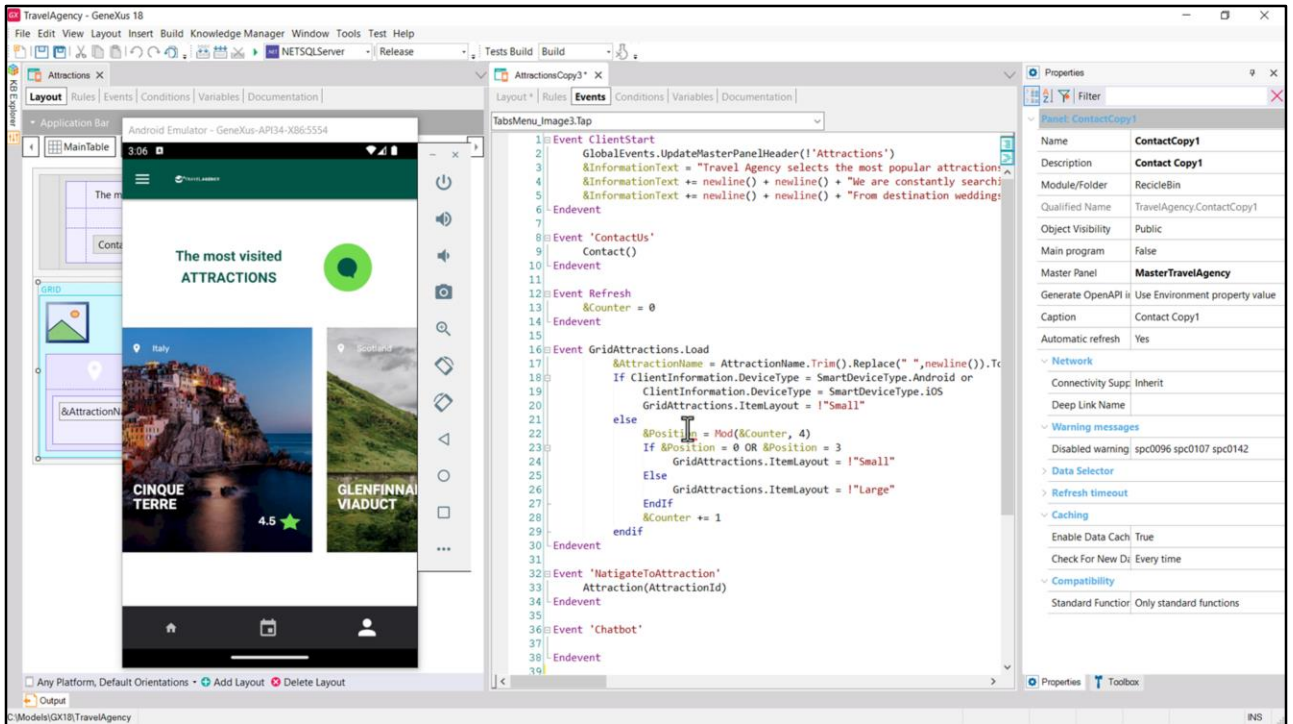 TravelAgency - GeneXus 18
File Edit View Layout Insert Build Knowledge Manager Window Tools Test Help
NETSQLServer Release Tests Build Build
KB Explorer
Attractions
Layout Rules Events Conditions Variables Documentation
Application Bar
MainTable
The m
Conta
GRID
&AttractionNa
Android Emulator - GeneXus-API34-X86:5554
3:06
TRAVELAGENCY
The most visited
ATTRACTIONS
Italy
Scotland
CINQUE
TERRE
4.5
GLENFINNA
VIADUCT
Any Platform, Default Orientations Add Layout Delete Layout
AttractionsCopy3*
Layout* Rules Events Conditions Variables Documentation
TabsMenu_Image3.Tap
1 Event ClientStart
2 GlobalEvents.UpdateMasterPanelHeader(!'Attractions')
3 &InformationText = "Travel Agency selects the most popular attractions
4 &InformationText += newline() + newline() + "We are constantly searchi
5 &InformationText += newline() + newline() + "From destination weddings
6 Endevent
7
8 Event 'ContactUs'
9 Contact()
10 Endevent
11
12 Event Refresh
13 &Counter = 0
14 Endevent
15
16 Event GridAttractions.Load
17 &AttractionName = AttractionName.Trim().Replace(" ",newline()).To
18 If ClientInformation.DeviceType = SmartDeviceType.Android or
19 ClientInformation.DeviceType = SmartDeviceType.iOS
20 GridAttractions.ItemLayout = !"Small"
21 else
22 &Position = Mod(&Counter, 4)
23 If &Position = 0 OR &Position = 3
24 GridAttractions.ItemLayout = !"Small"
25 Else
26 GridAttractions.ItemLayout = !"Large"
27 EndIf
28 &Counter += 1
29 endif
30 Endevent
31
32 Event 'NatigateToAttraction'
33 Attraction(AttractionId)
34 Endevent
35
36 Event 'Chatbot'
37
38 Endevent
39
Properties
Filter
Panel: ContactCopy1
Name ContactCopy1
Description Contact Copy1
Module/Folder RecicleBin
Qualified Name TravelAgency.ContactCopy1
Object Visibility Public
Main program False
Master Panel MasterTravelAgency
Generate OpenAPI i Use Environment property value
Caption Contact Copy1
Automatic refresh Yes
Network
Connectivity Supp Inherit
Deep Link Name
Warning messages
Disabled warning spc0096 spc0107 spc0142
Data Selector
Refresh timeout
Caching
Enable Data Cach True
Check For New Da Every time
Compatibility
Standard Function Only standard functions
Properties Toolbox
Output
C:\Models\GX18\TravelAgency
INS